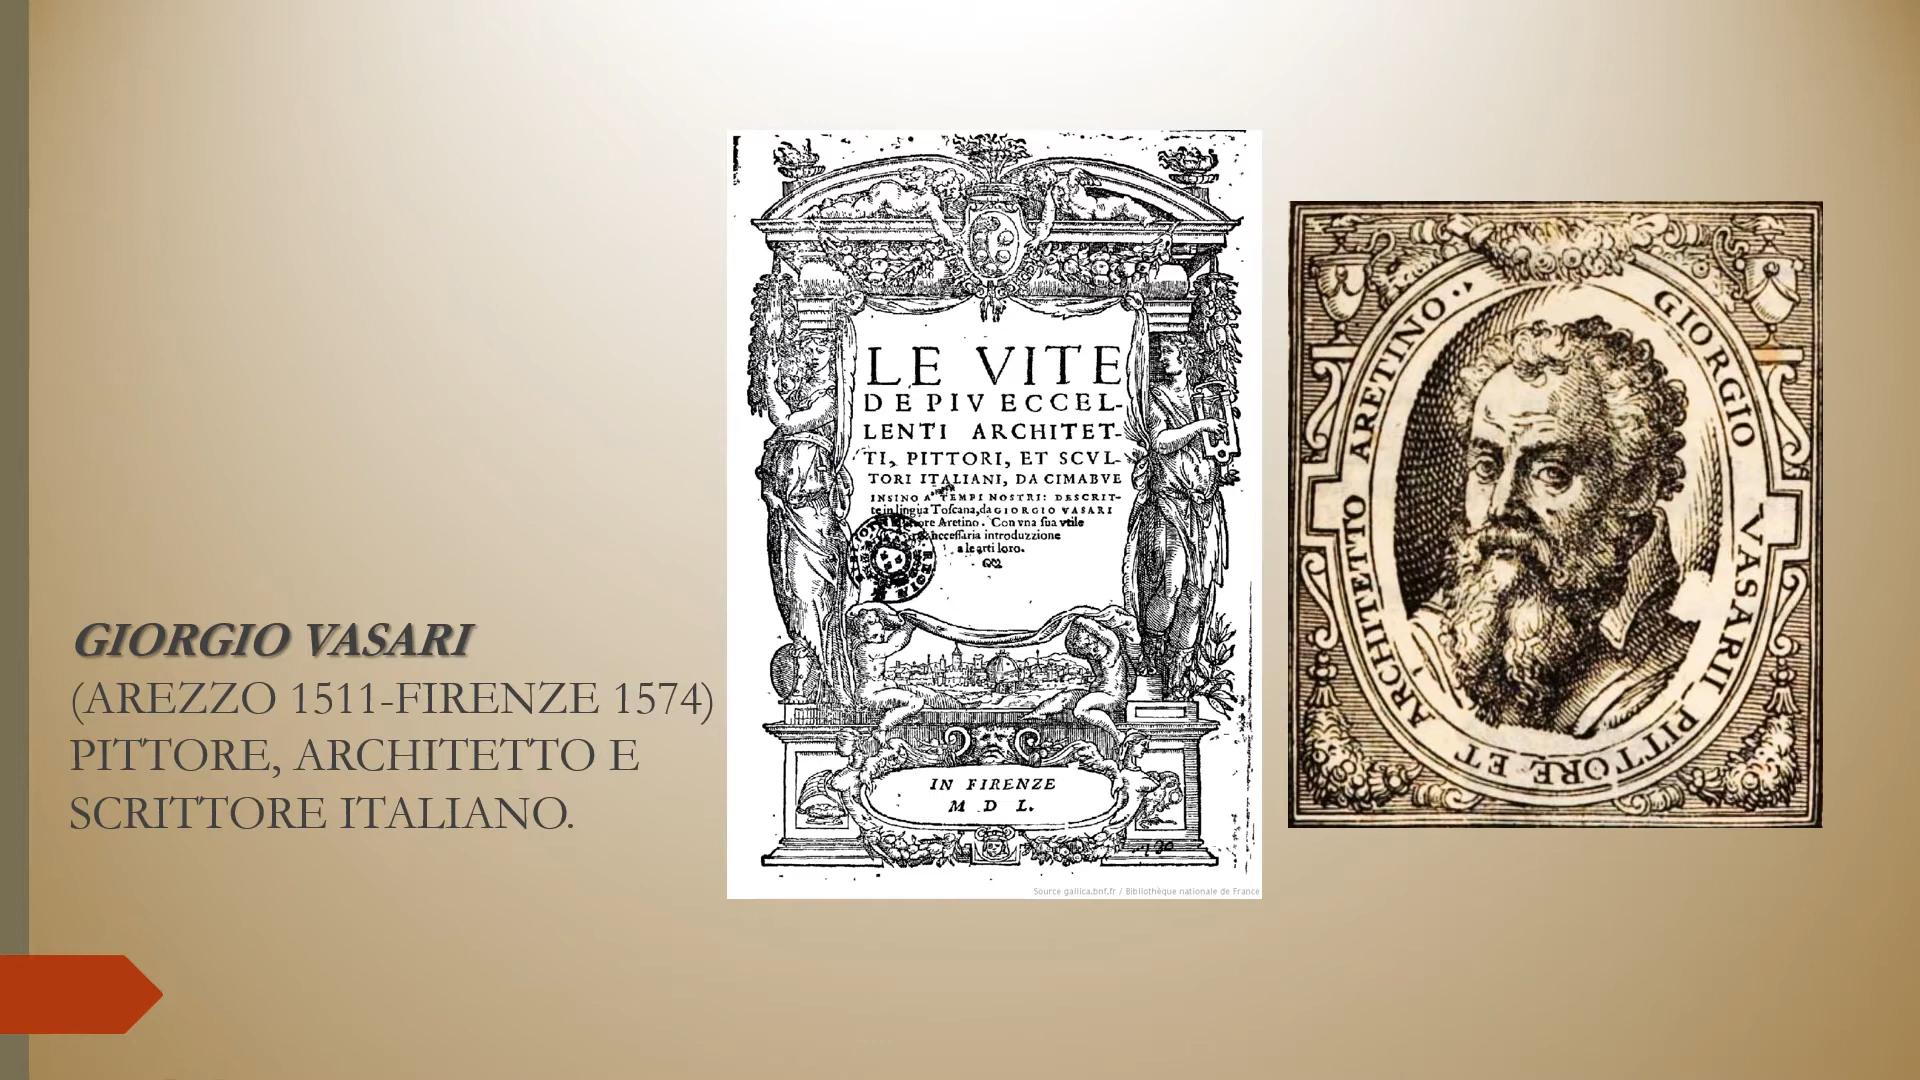 GIORGIO VASARI
(AREZZO 1511-FIRENZE 1574)
PITTORE, ARCHITETTO E
SCRITTORE ITALIANO.
LE VITE
DE PIV ECCEL-
LENTI ARCHITET-
TI, PITTORI, ET SCVL-
TORI ITALIANI, DA CIMABVE
INSINO A' TEMPI NOSTRI: DESCRIT-
te in lingua Toſcana, da GIORGIO VASARI
Aretino. Con vna ſua vtile
neceſſaria introduzzione
a le arti loro.
IN FIRENZE
M D L.
Source gallica.bnf.fr / Bibliothèque nationale de France
GIORGIO VASARII PITTORE ET ARCHITETTO ARETINO